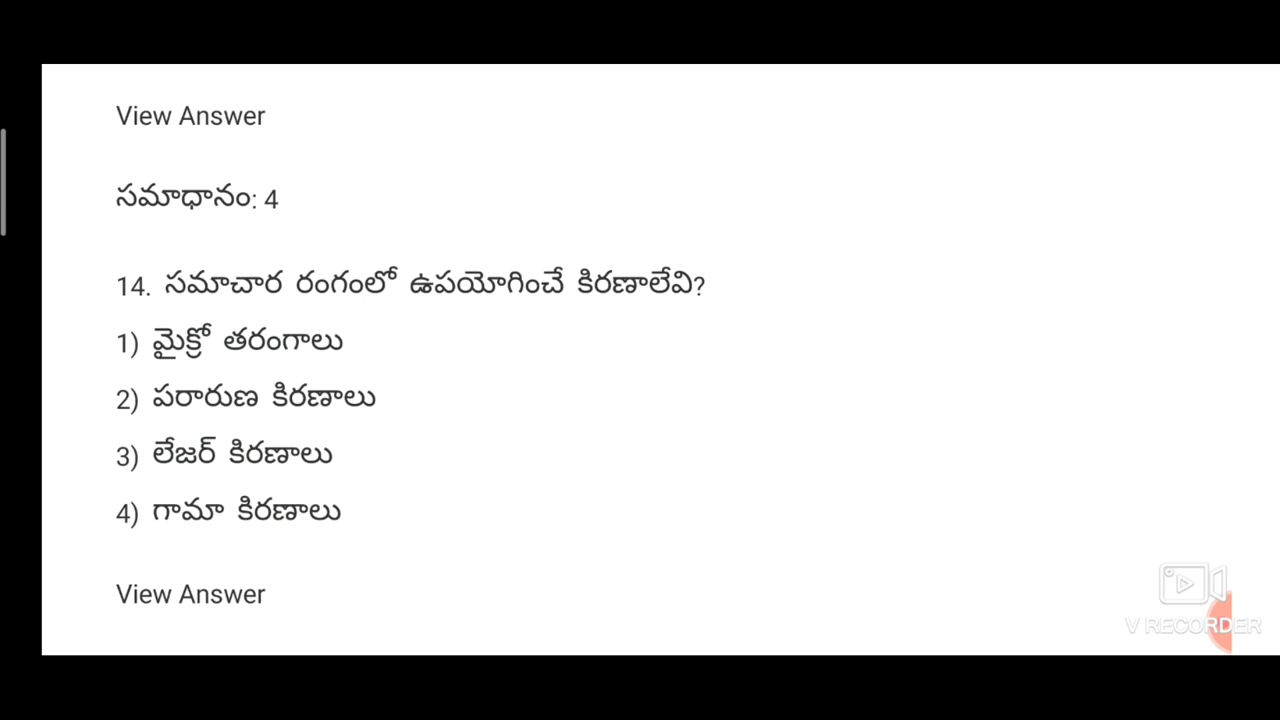 View Answer
సమాధానం: 4
14. సమాచార రంగంలో ఉపయోగించే కిరణాలేవి?
1) మైక్రో తరంగాలు
2) పరారుణ కిరణాలు
3) లేజర్ కిరణాలు
4) గామా కిరణాలు
View Answer
V RECORDER